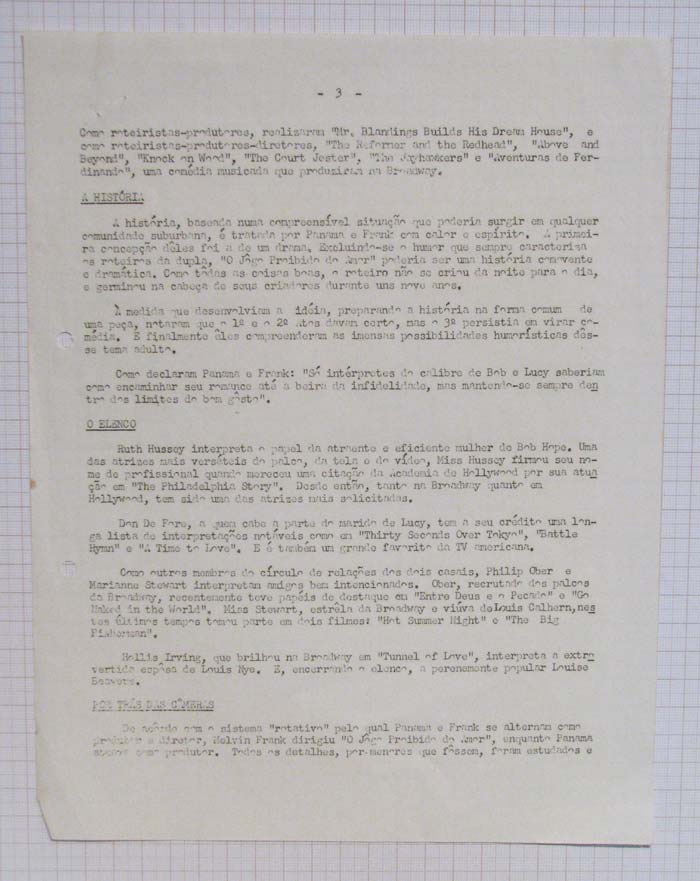 - 3 -
Como roteiristas-produtores, realizaram "Mr. Blandings Builds His Dream House", e
como roteiristas-produtores-diretores, "The Reformer and the Redhead", "Above and
Beyond", "Knock on Wood", "The Court Jester", "The Jayhawkers" e "Aventuras de Fer-
dinando", uma comédia musicada que produziram na Broadway.
A HISTÓRIA
A história, baseada numa compreensível situação que poderia surgir em qualquer
comunidade suburbana, é tratada por Panama e Frank com calor e espírito. A primei-
ra concepção dêles foi a de um drama. Excluindo-se o humor que sempre caracteriza
os roteiros da dupla, "O Jôgo Proibido do Amor" poderia ser uma história comovente
e dramática. Como tôdas as coisas boas, o roteiro não se criou da noite para o dia,
e germinou na cabeça de seus criadores durante uns nove anos.
À medida que desenvolviam a idéia, preparando a história na forma comum de
uma peça, notaram que o 1º e o 2º Atos davam certo, mas o 3º persistia em virar co-
média. E finalmente êles compreenderam as imensas possibilidades humorísticas dês-
se tema adulto.
Como declaram Panama e Frank: "Só intérpretes do calibre de Bob e Lucy saberiam
como encaminhar seu romance até a beira da infidelidade, mas mantendo-se sempre den
tro dos limites do bom gôsto".
O ELENCO
Ruth Hussey interpreta o papel da atraente e eficiente mulher de Bob Hope. Uma
das atrizes mais versáteis do palco, da tela e do vídeo, Miss Hussey firmou seu no-
me de profissional quando mereceu uma citação da Academia de Hollywood por sua atua
ção em "The Philadelphia Story". Desde então, tanto na Broadway quanto em
Hollywood, tem sido uma das atrizes mais solicitadas.
Don De Fore, a quem cabe a parte do marido de Lucy, tem a seu crédito uma lon-
ga lista de interpretações notáveis como em "Thirty Seconds Over Tokyo", "Battle
Hymn" e "A Time to Love". E é também um grande favorito da TV americana.
Como outros membros do círculo de relações dos dois casais, Philip Ober e
Marianne Stewart interpretam amigos bem intencionados. Ober, recrutado dos palcos
da Broadway, recentemente teve papéis de destaque em "Entre Deus e o Pecado" e "Go
Naked in the World". Miss Stewart, estrêla da Broadway e viúva de Louis Calhern, nes
tes últimos tempos tomou parte em dois filmes: "Hot Summer Night" e "The Big
Fisherman".
Hollis Irving, que brilhou na Broadway em "Tunnel of Love", interpreta a extro
vertida espôsa de Louis Nye. E, encerrando o elenco, a perenemente popular Louise
Beavers.
POR TRÁS DAS CÂMERAS
De acôrdo com o sistema "rotativo" pelo qual Panama e Frank se alternam como
produtor e diretor, Melvin Frank dirigiu "O Jôgo Proibido do Amor", enquanto Panama
como produtor. Todos os detalhes, por menores que fôssem, foram estudados e